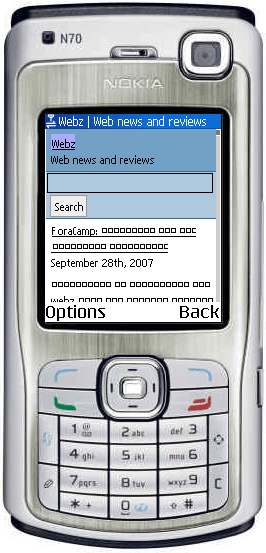 N70
NOKIA
Webz | Web news and reviews
Webz
Web news and reviews
Search
ForaCamp:
September 28th, 2007
webz
Options
Back
1
2 abc
def 3
4 ghi
5 jkl
mno 6
7 pqrs
8 tuv
wxyz 9
C
* +
0
#